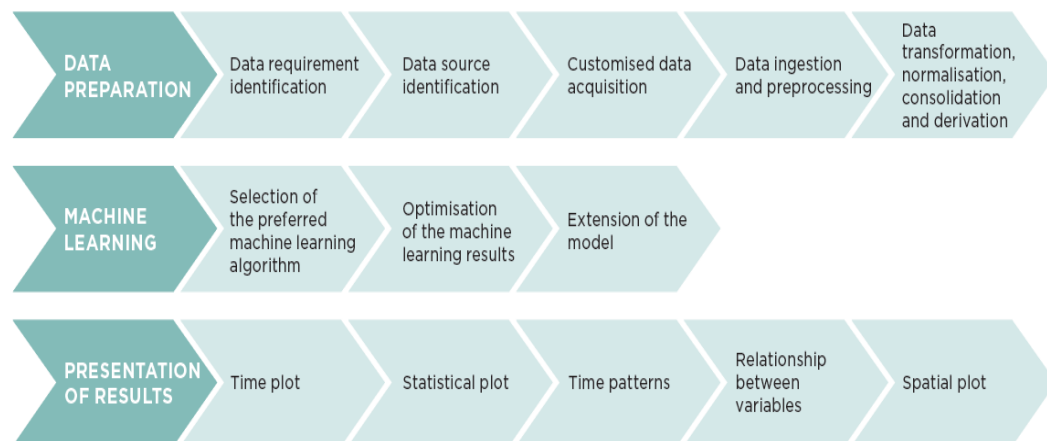 DATA
PREPARATION
Data requirement
identification
Data source
identification
Customised data
acquisition
Data ingestion
and preprocessing
Data
transformation,
normalisation,
consolidation
and derivation
MACHINE
LEARNING
Selection of
the preferred
machine learning
algorithm
Optimisation
of the machine
learning results
Extension of the
model
PRESENTATION
OF RESULTS
Time plot
Statistical plot
Time patterns
Relationship
between
variables
Spatial plot